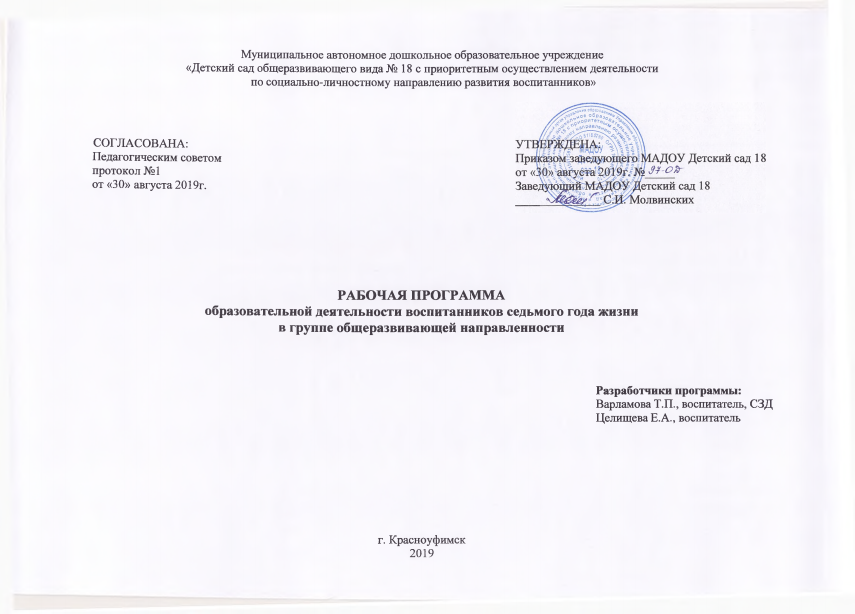 Муниципальное автономное дошкольное образовательное учреждение
«Детский сад общеразвивающего вида № 18 с приоритетным осуществлением деятельности
по социально-личностному направлению развития воспитанников»
СОГЛАСОВАНА:
Педагогическим советом
протокол №1
от «30» августа 2019г.
УТВЕРЖДЕНА:
Приказом заведующего МАДОУ Детский сад 18
от «30» августа 2019г. № 97-ОД
Заведующий МАДОУ Детский сад 18
С.И. Молвинских
МАДОУ
РАБОЧАЯ ПРОГРАММА
образовательной деятельности воспитанников седьмого года жизни
в группе общеразвивающей направленности
Разработчики программы:
Варламова Т.П., воспитатель, СЗД
Целищева Е.А., воспитатель
г. Красноуфимск
2019